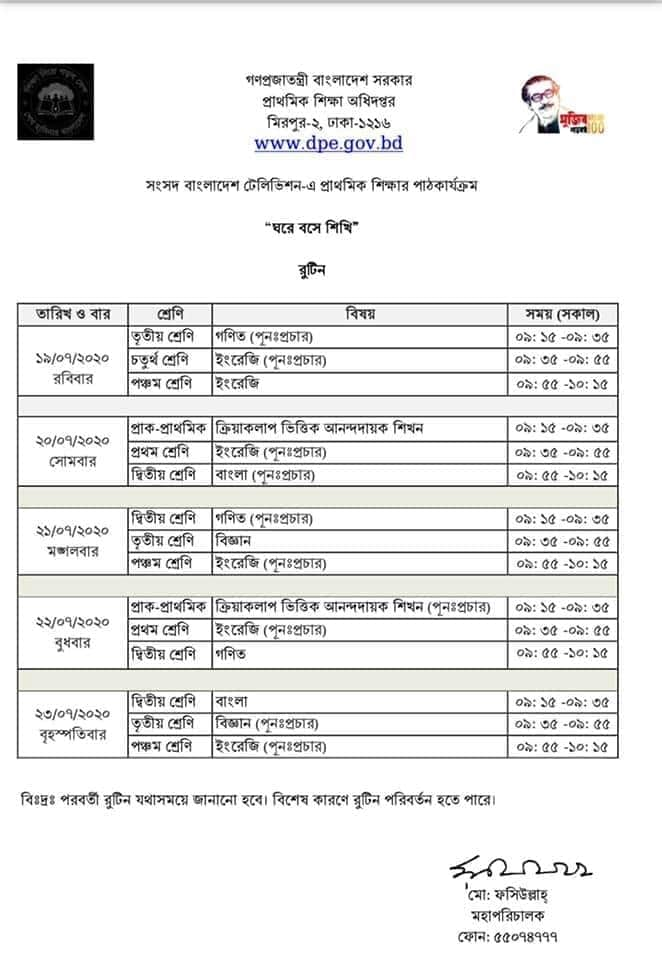 গণপ্রজাতন্ত্রী বাংলাদেশ সরকার
প্রাথমিক শিক্ষা অধিদপ্তর
মিরপুর-২, ঢাকা-১২১৬
www.dpe.gov.bd
মুজিব
100
সংসদ বাংলাদেশ টেলিভিশন-এ প্রাথমিক শিক্ষার পাঠকার্যক্রম
“ঘরে বসে শিখি”
রুটিন
তারিখ ও বার শ্রেণি বিষয় সময় (সকাল)
১৯/০৭/২০২০ রবিবার
তৃতীয় শ্রেণি গণিত (পূনঃপ্রচার) ০৯: ১৫ -০৯: ৩৫
চতুর্থ শ্রেণি ইংরেজি (পূনঃপ্রচার) ০৯: ৩৫ -০৯: ৫৫
পঞ্চম শ্রেণি ইংরেজি ০৯: ৫৫ -১০: ১৫
২০/০৭/২০২০ সোমবার
প্রাক-প্রাথমিক ক্রিয়াকলাপ ভিত্তিক আনন্দদায়ক শিখন ০৯: ১৫ -০৯: ৩৫
প্রথম শ্রেণি ইংরেজি (পূনঃপ্রচার) ০৯: ৩৫ -০৯: ৫৫
দ্বিতীয় শ্রেণি বাংলা (পূনঃপ্রচার) ০৯: ৫৫ -১০: ১৫
২১/০৭/২০২০ মঙ্গলবার
দ্বিতীয় শ্রেণি গণিত (পূনঃপ্রচার) ০৯: ১৫ -০৯: ৩৫
তৃতীয় শ্রেণি বিজ্ঞান ০৯: ৩৫ -০৯: ৫৫
পঞ্চম শ্রেণি ইংরেজি (পূনঃপ্রচার) ০৯: ৫৫ -১০: ১৫
২২/০৭/২০২০ বুধবার
প্রাক-প্রাথমিক ক্রিয়াকলাপ ভিত্তিক আনন্দদায়ক শিখন (পূনঃপ্রচার) ০৯: ১৫ -০৯: ৩৫
প্রথম শ্রেণি ইংরেজি (পূনঃপ্রচার) ০৯: ৩৫ -০৯: ৫৫
দ্বিতীয় শ্রেণি গণিত ০৯: ৫৫ -১০: ১৫
২৩/০৭/২০২০ বৃহস্পতিবার
দ্বিতীয় শ্রেণি বাংলা ০৯: ১৫ -০৯: ৩৫
তৃতীয় শ্রেণি বিজ্ঞান (পূনঃপ্রচার) ০৯: ৩৫ -০৯: ৫৫
পঞ্চম শ্রেণি ইংরেজি (পূনঃপ্রচার) ০৯: ৫৫ -১০: ১৫
বিঃদ্রঃ পরবর্তী রুটিন যথাসময়ে জানানো হবে। বিশেষ কারণে রুটিন পরিবর্তন হতে পারে।
মো: ফসিউল্লাহ্
মহাপরিচালক
ফোন: ৫৫০৭৪৭৭৭